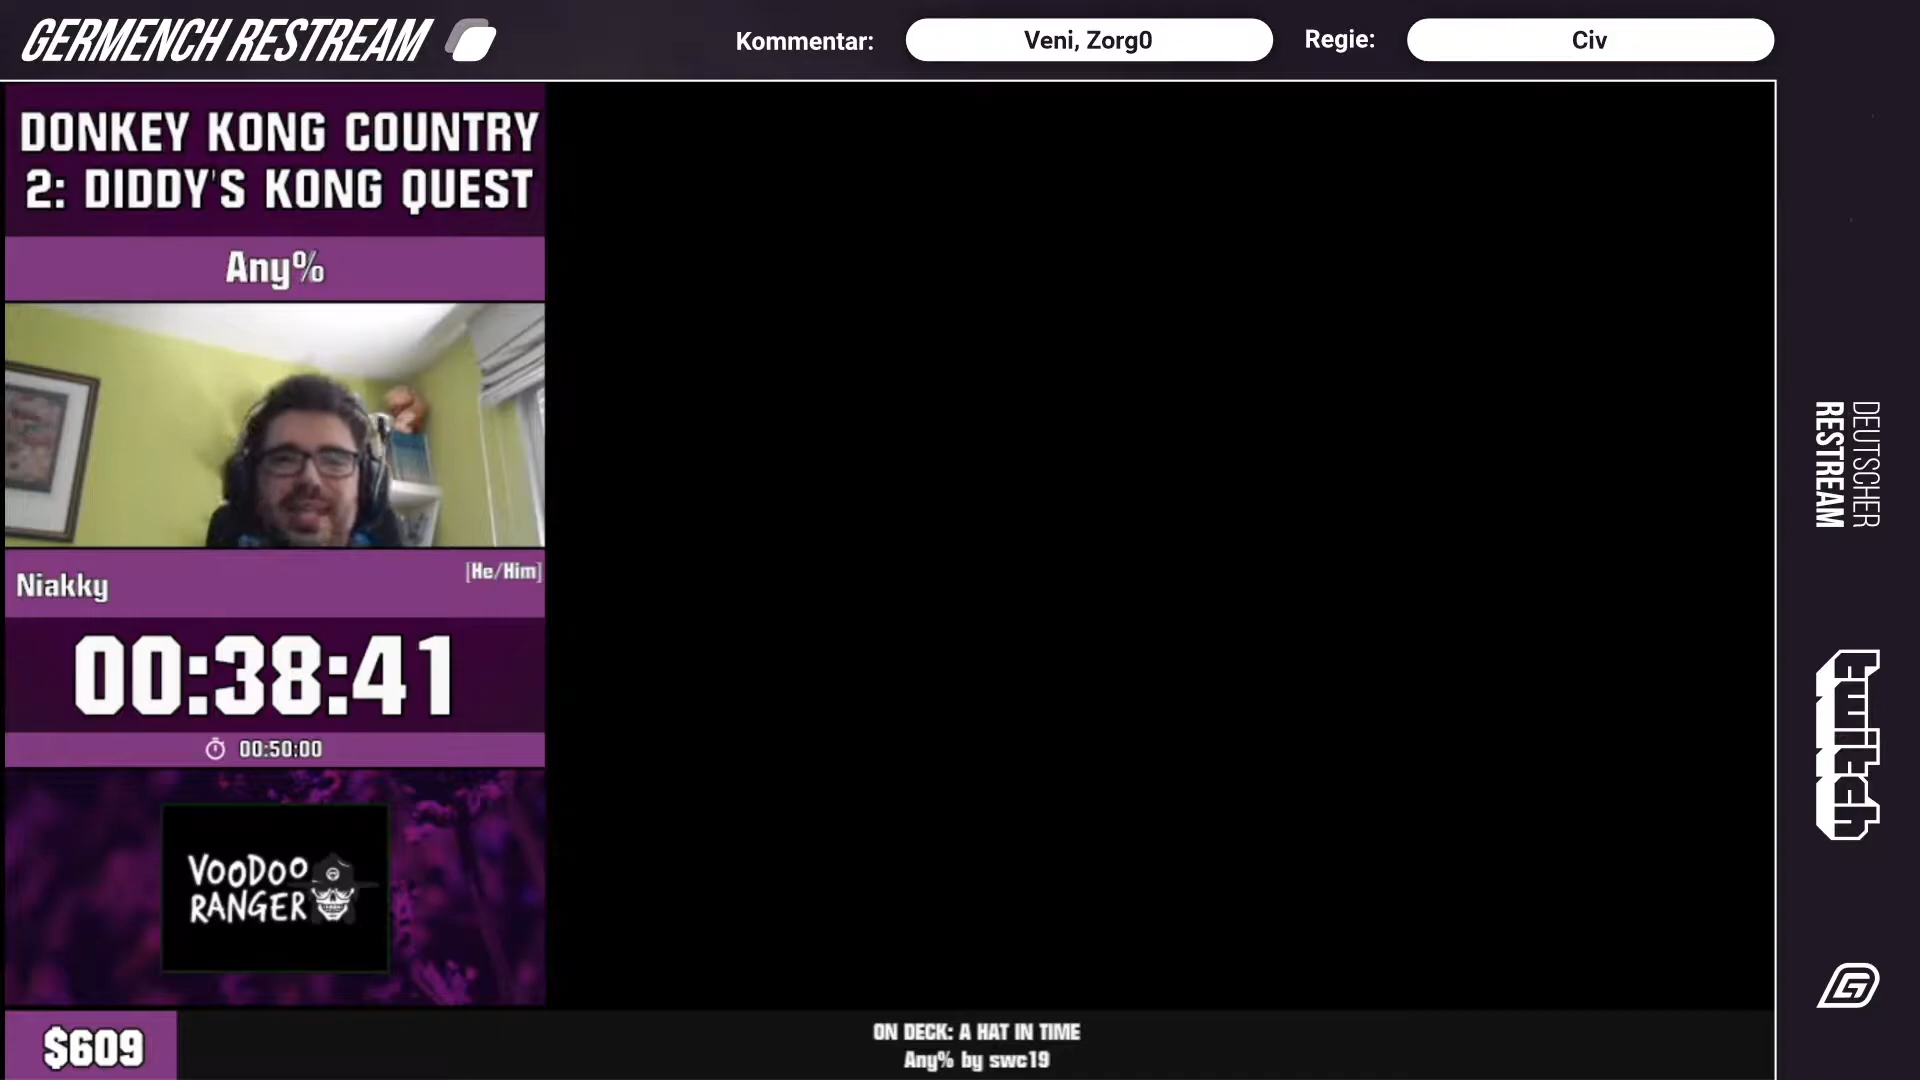 GERMENCH RESTREAM
Kommentar:
Veni, Zorg0
Regie:
Civ
DONKEY KONG COUNTRY
2: DIDDY'S KONG QUEST
Any%
Niakky
[He/Him]
00:38:41
00:50:00
VOODOO
RANGER
$609
ON DECK: A HAT IN TIME
Any% by swc19
DEUTSCHER
RESTREAM
twitch
G